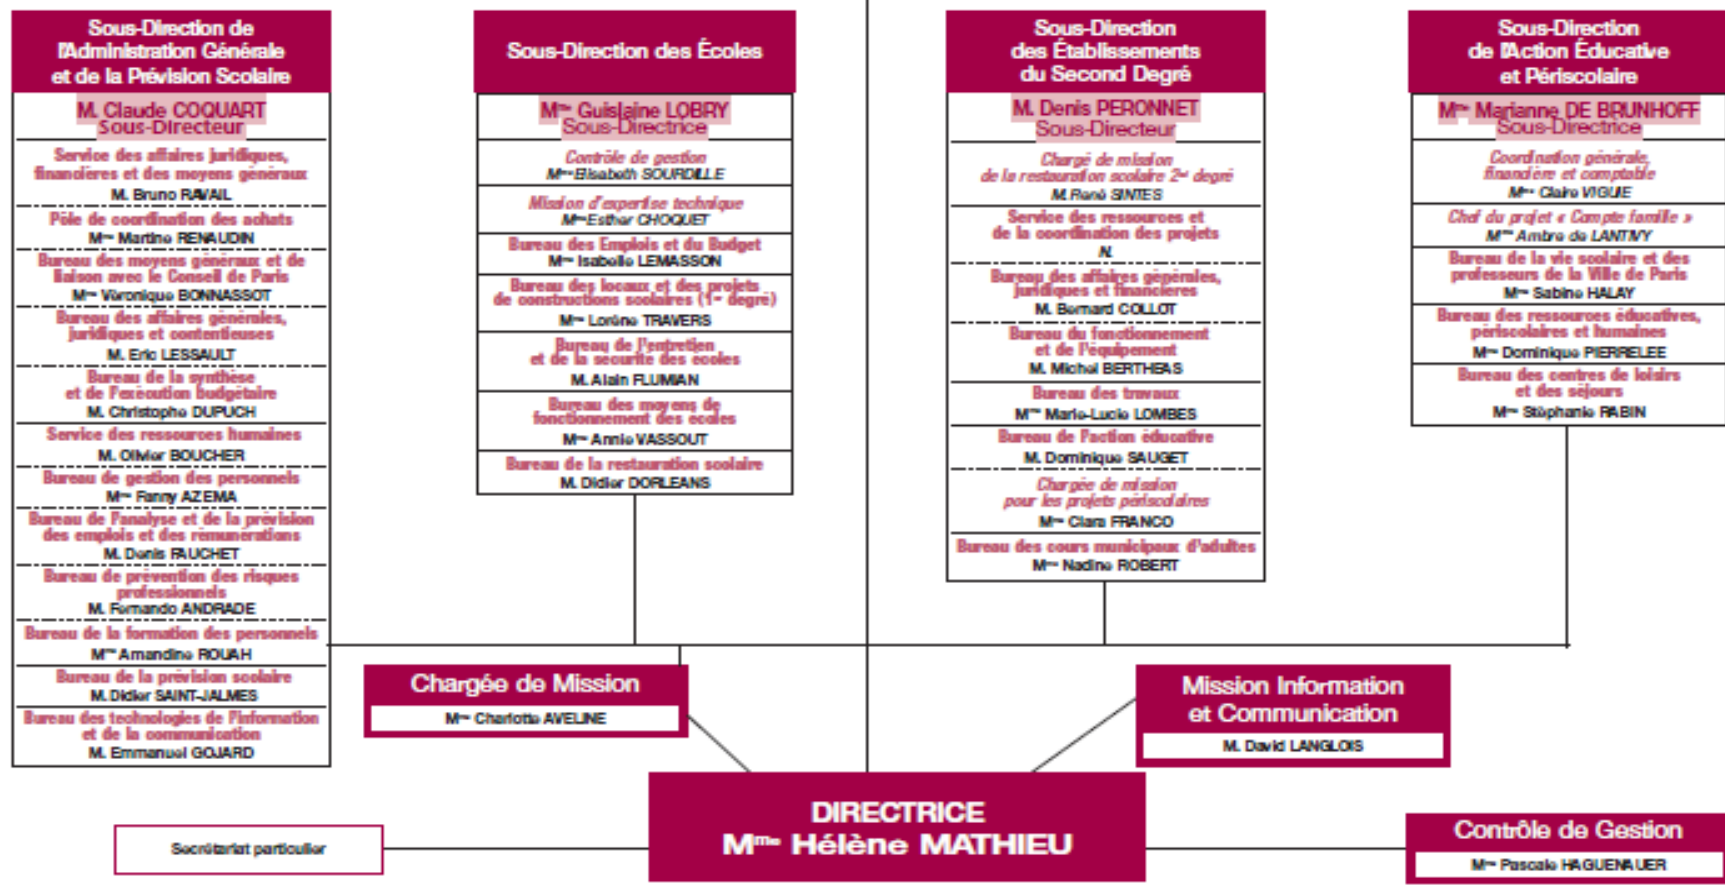 Sous-Direction de
l'Administration Générale
et de la Prévision Scolaire
M. Claude COQUART
Sous-Directeur
Service des affaires juridiques,
financières et des moyens généraux
M. Bruno RAVAIL
Pôle de coordination des achats
Mme Martine RENAUDIN
Bureau des moyens généraux et de
liaison avec le Conseil de Paris
Mme Véronique BONNASSOT
Bureau des affaires générales,
juridiques et contentieuses
M. Eric LESSAULT
Bureau de la synthèse
et de l'exécution budgétaire
M. Christophe DUPUCH
Service des ressources humaines
M. Olivier BOUCHER
Bureau de gestion des personnels
Mme Fanny AZEMA
Bureau de l'analyse et de la prévision
des emplois et des rémunérations
M. Denis FAUCHET
Bureau de prévention des risques
professionnels
M. Fernando ANDRADE
Bureau de la formation des personnels
Mme Amandine ROUAH
Bureau de la prévision scolaire
M. Didier SAINT-JALMES
Bureau des technologies de l'information
et de la communication
M. Emmanuel GOJARD
Sous-Direction des Écoles
Mme Guislaine LOBRY
Sous-Directrice
Contrôle de gestion
Mme Elisabeth SOURDILLE
Mission d'expertise technique
Mme Esther CHOQUET
Bureau des Emplois et du Budget
Mme Isabelle LEMASSON
Bureau des locaux et des projets
de constructions scolaires (1er degré)
Mme Lorène TRAVERS
Bureau de l'entretien
et de la sécurité des écoles
M. Alain FLUMIAN
Bureau des moyens de
fonctionnement des écoles
Mme Annie VASSOUT
Bureau de la restauration scolaire
M. Didier DORLEANS
Sous-Direction
des Établissements
du Second Degré
M. Denis PERONNET
Sous-Directeur
Chargé de mission
de la restauration scolaire 2nd degré
M. René SINTES
Service des ressources et
de la coordination des projets
N.
Bureau des affaires générales,
juridiques et financières
M. Bernard COLLOT
Bureau du fonctionnement
et de l'équipement
M. Michel BERTHEAS
Bureau des travaux
Mme Marie-Lucie LOMBES
Bureau de l'action éducative
M. Dominique SAUGET
Chargée de mission
pour les projets périscolaires
Mme Clara FRANCO
Bureau des cours municipaux d'adultes
Mme Nadine ROBERT
Sous-Direction
de l'Action Éducative
et Périscolaire
Mme Marianne DE BRUNHOFF
Sous-Directrice
Coordination générale,
financière et comptable
Mme Claire VIGUIE
Chef du projet « Compte famille »
Mme Ambre de LANTIVY
Bureau de la vie scolaire et des
professeurs de la Ville de Paris
Mme Sabine HALAY
Bureau des ressources éducatives,
périscolaires et humaines
Mme Dominique PIERRELEE
Bureau des centres de loisirs
et des séjours
Mme Stéphanie RABIN
Chargée de Mission
Mme Charlotte AVELINE
Mission Information
et Communication
M. David LANGLOIS
DIRECTRICE
Mme Hélène MATHIEU
Secrétariat particulier
Contrôle de Gestion
Mme Pascale HAGUENAUER